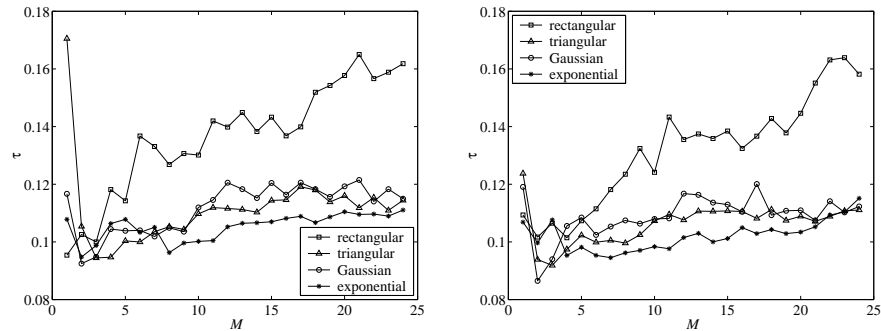 0.18
0.16
0.14
0.12
0.1
0.08
τ
0 5 10 15 20 25
M
rectangular
triangular
Gaussian
exponential
0.18
0.16
0.14
0.12
0.1
0.08
τ
0 5 10 15 20 25
M
rectangular
triangular
Gaussian
exponential